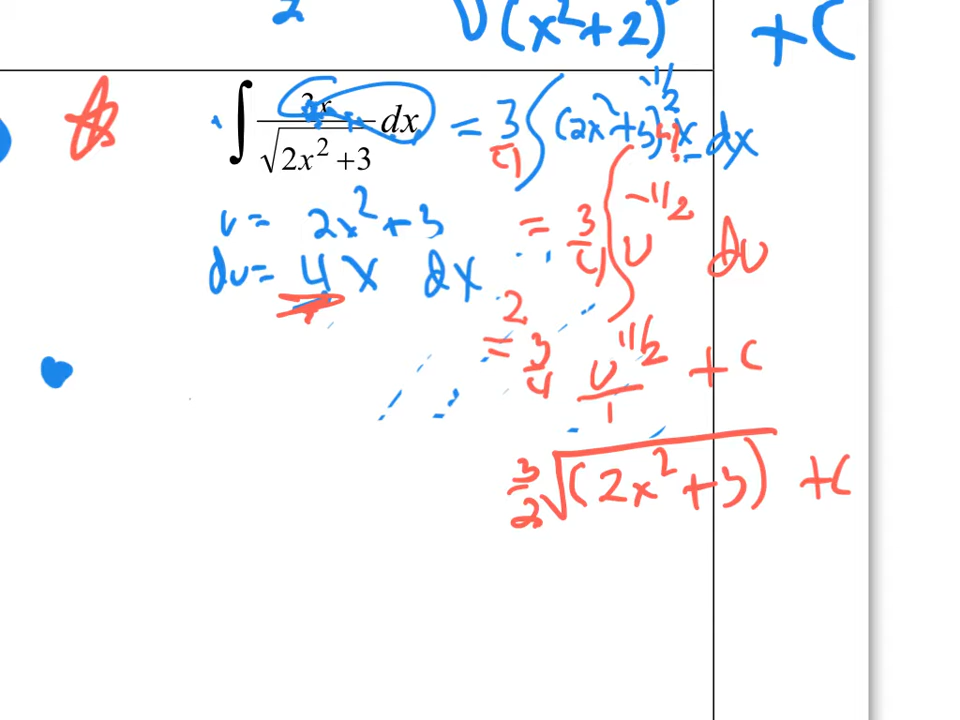 2 √(x²+2) +C
∫ 3x/√(2x²+3) dx = 3/(4) ∫ (2x²+3)^(-1/2) 4x dx
u = 2x²+3 = 3/(4) ∫ u^(-1/2) du
du = 4x dx
= 3/4 · 2 u^(1/2)/1 + C
3/2 √(2x²+3) + C